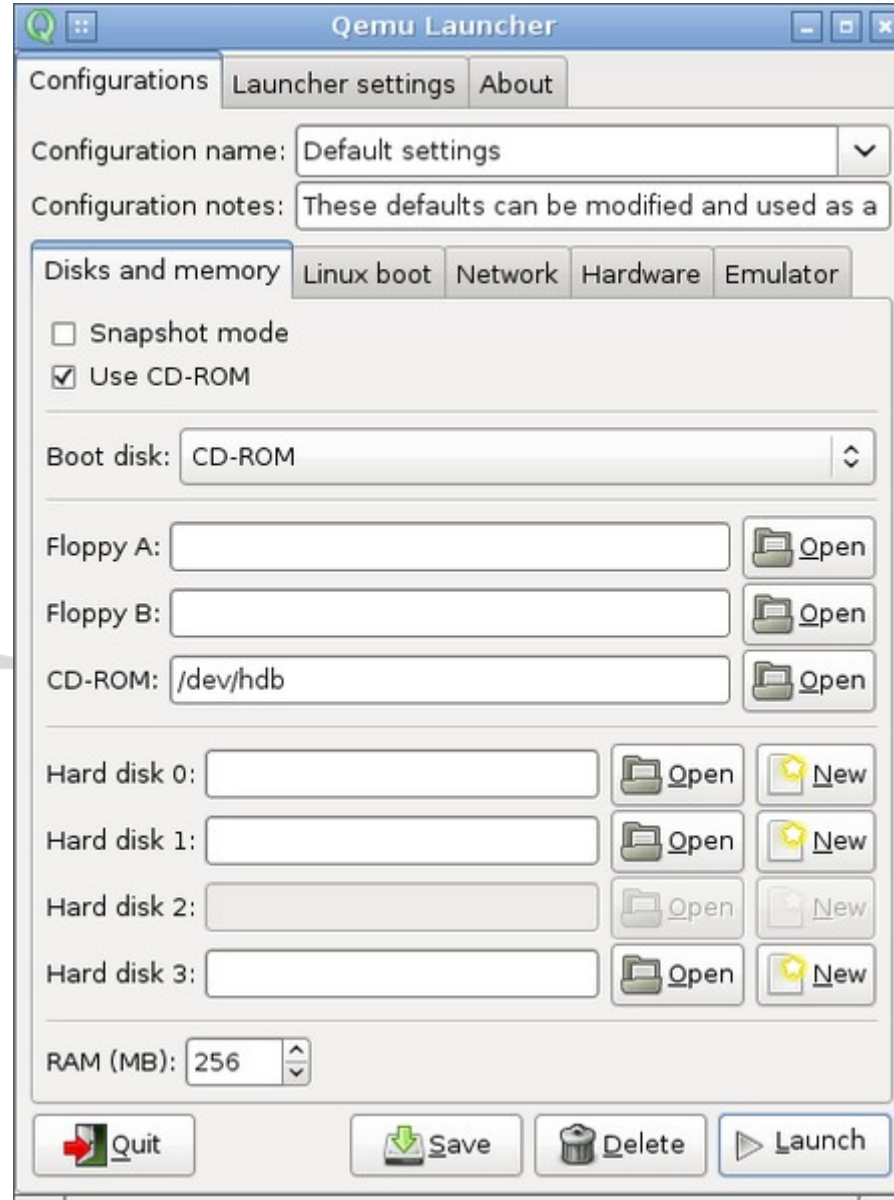 Qemu Launcher
Configurations Launcher settings About
Configuration name: Default settings
Configuration notes: These defaults can be modified and used as a
Disks and memory Linux boot Network Hardware Emulator
Snapshot mode
Use CD-ROM
Boot disk: CD-ROM
Floppy A: Open
Floppy B: Open
CD-ROM: /dev/hdb Open
Hard disk 0: Open New
Hard disk 1: Open New
Hard disk 2: Open New
Hard disk 3: Open New
RAM (MB): 256
Quit Save Delete Launch